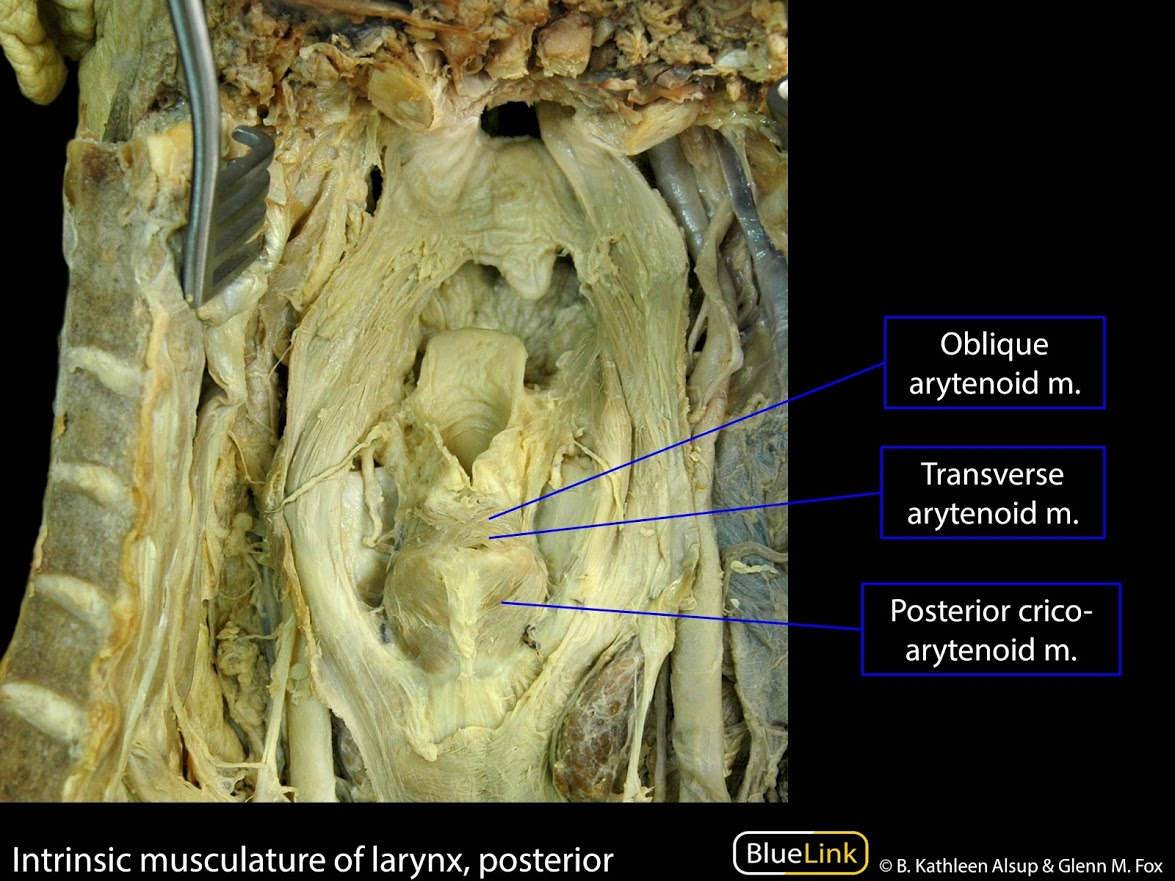 Oblique
arytenoid m.
Transverse
arytenoid m.
Posterior crico-
arytenoid m.
Intrinsic musculature of larynx, posterior
BlueLink
© B. Kathleen Alsup & Glenn M. Fox